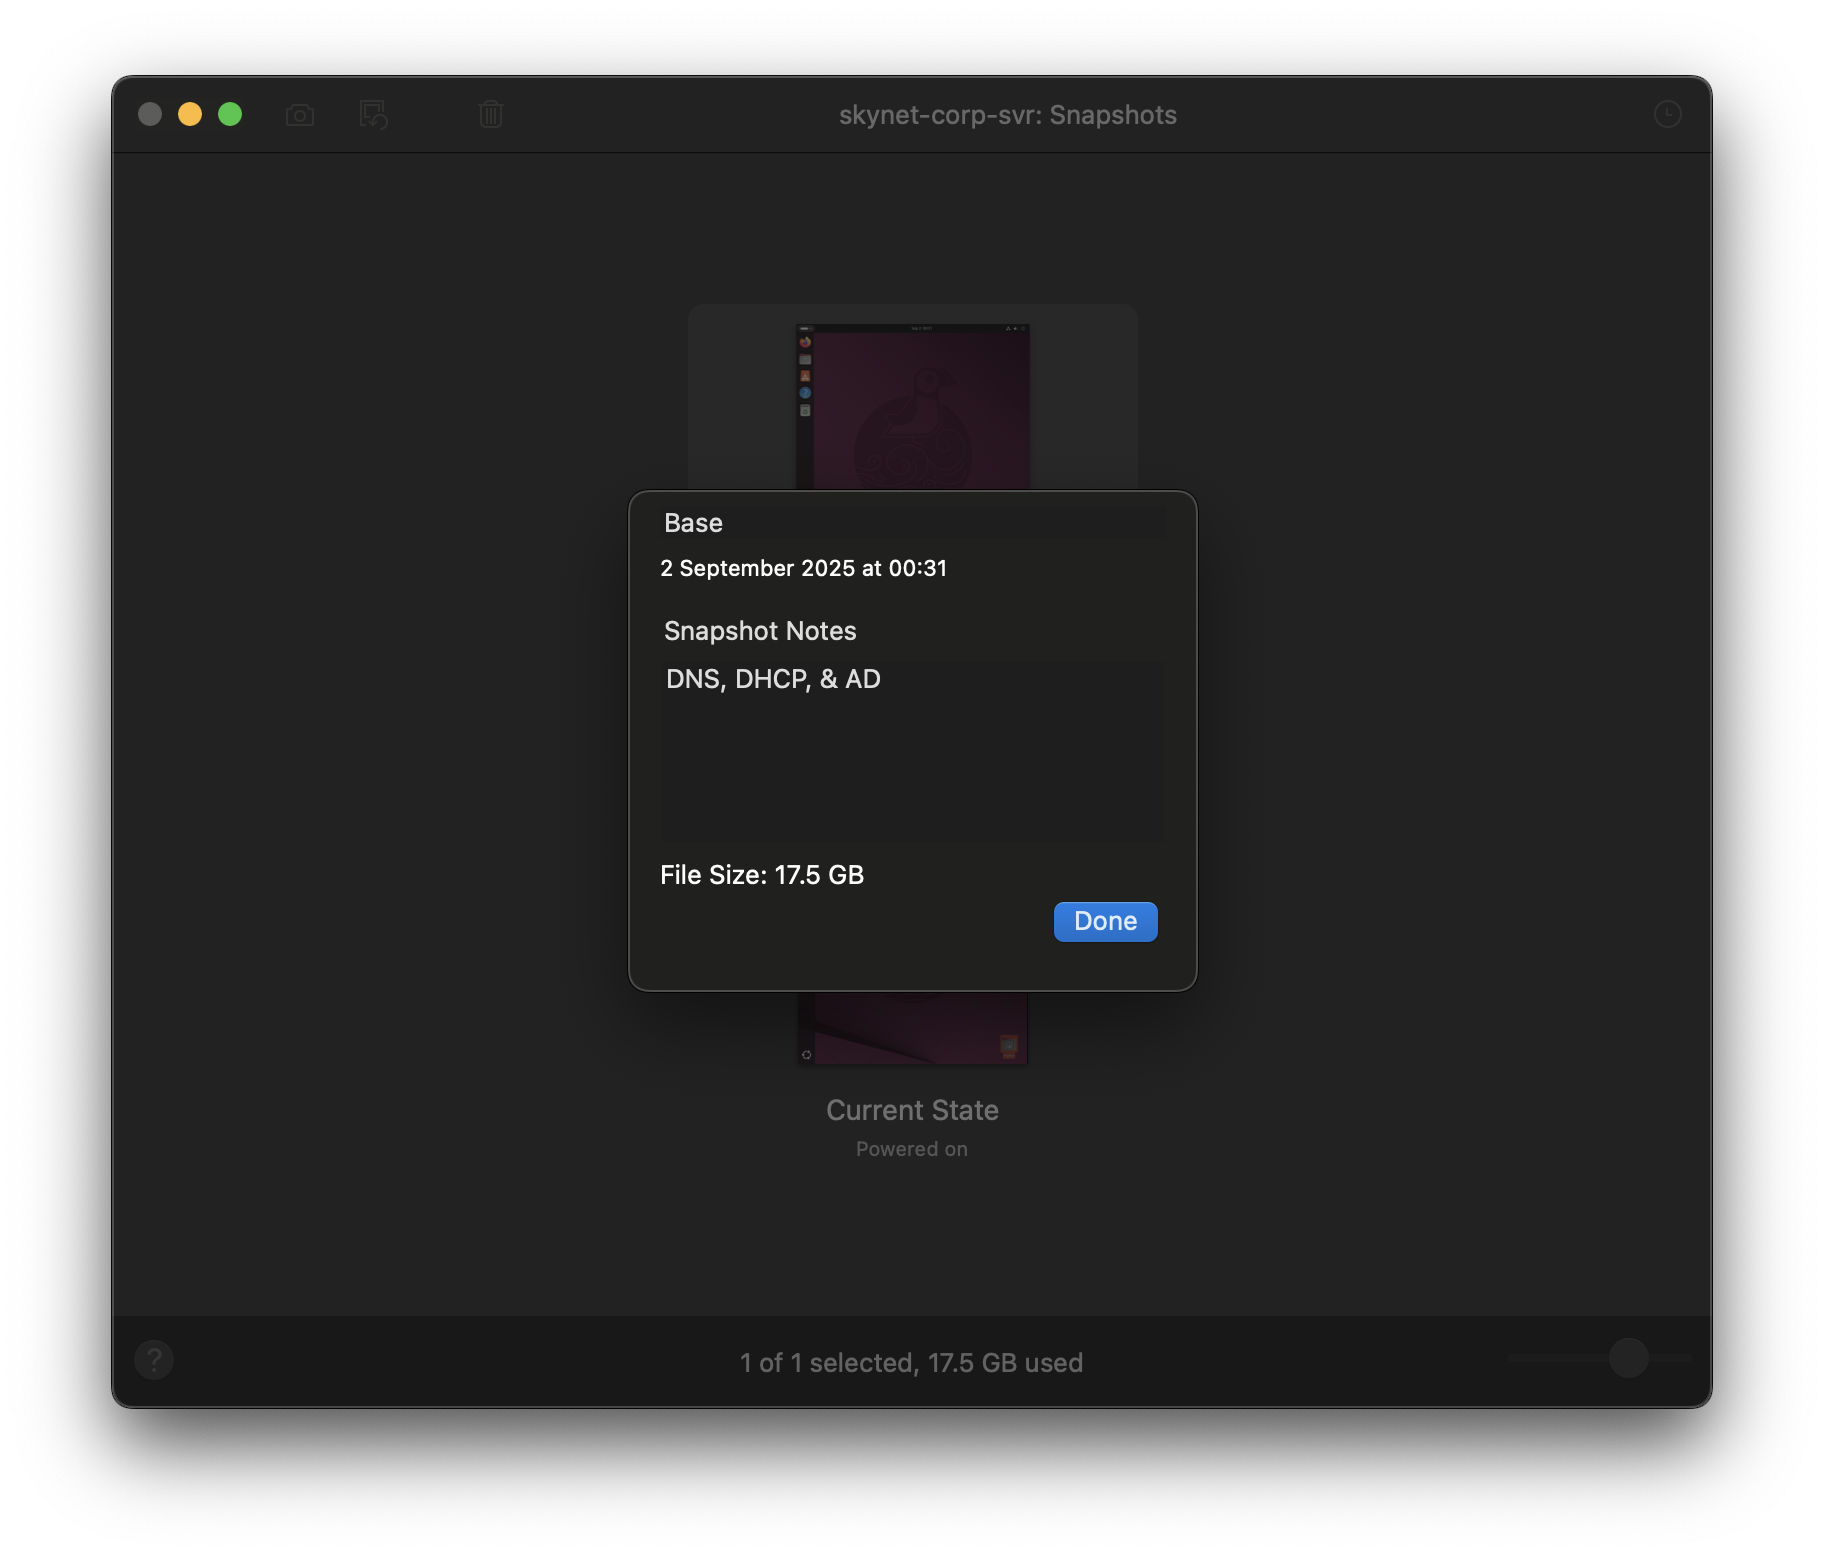 skynet-corp-svr: Snapshots
Base
2 September 2025 at 00:31
Snapshot Notes
DNS, DHCP, & AD
File Size: 17.5 GB
Done
Current State
Powered on
?
1 of 1 selected, 17.5 GB used